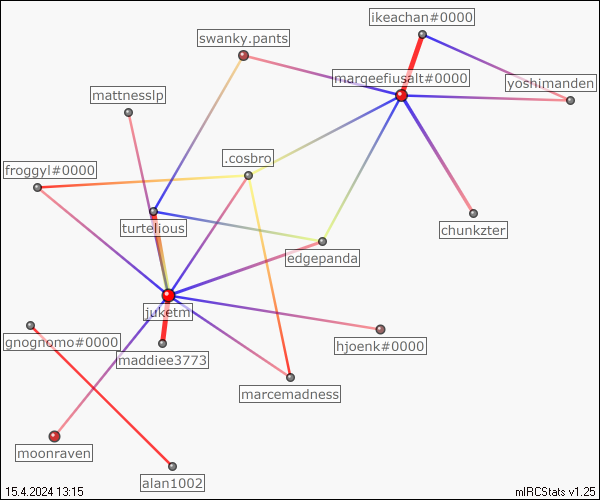 ikeachan#0000
swanky.pants
marqeefiusalt#0000
yoshimanden
mattnesslp
.cosbro
froggyl#0000
turtelious
chunkzter
edgepanda
juketm
gnognomo#0000
hjoenk#0000
maddiee3773
marcemadness
moonraven
alan1002
15.4.2024 13:15
mIRCStats v1.25